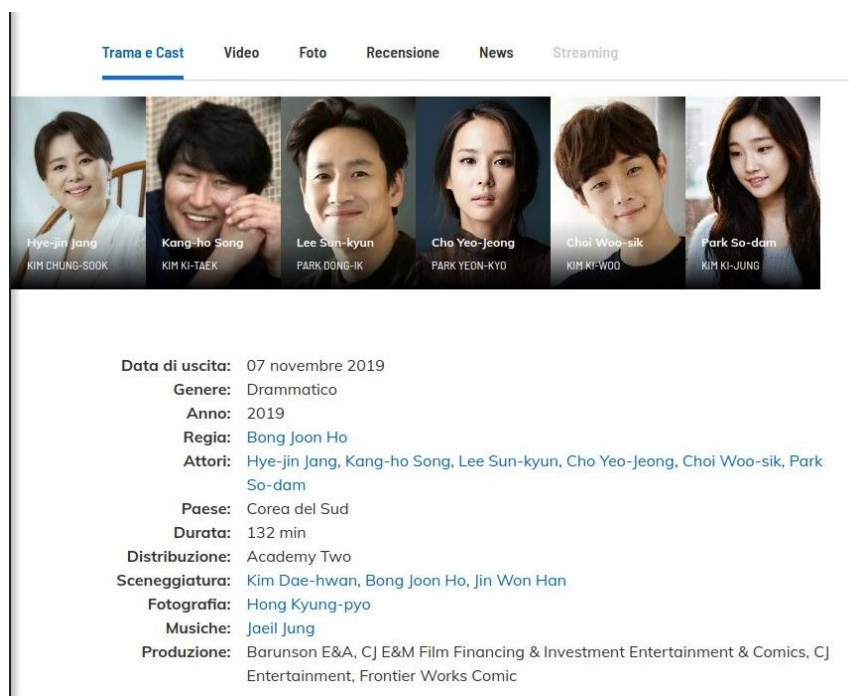 Trama e Cast Video Foto Recensione News Streaming
Hye-jin Jang Kang-ho Song Lee Sun-kyun Cho Yeo-Jeong Choi Woo-sik Park So-dam
KIM CHUNG-SOOK KIM KI-TAEK PARK DONG-IK PARK YEON-KYO KIM KI-WOO KIM KI-JUNG
Data di uscita: 07 novembre 2019
Genere: Drammatico
Anno: 2019
Regia: Bong Joon Ho
Attori: Hye-jin Jang, Kang-ho Song, Lee Sun-kyun, Cho Yeo-Jeong, Choi Woo-sik, Park
So-dam
Paese: Corea del Sud
Durata: 132 min
Distribuzione: Academy Two
Sceneggiatura: Kim Dae-hwan, Bong Joon Ho, Jin Won Han
Fotografia: Hong Kyung-pyo
Musiche: Jaeil Jung
Produzione: Barunson E&A, CJ E&M Film Financing & Investment Entertainment & Comics, CJ
Entertainment, Frontier Works Comic